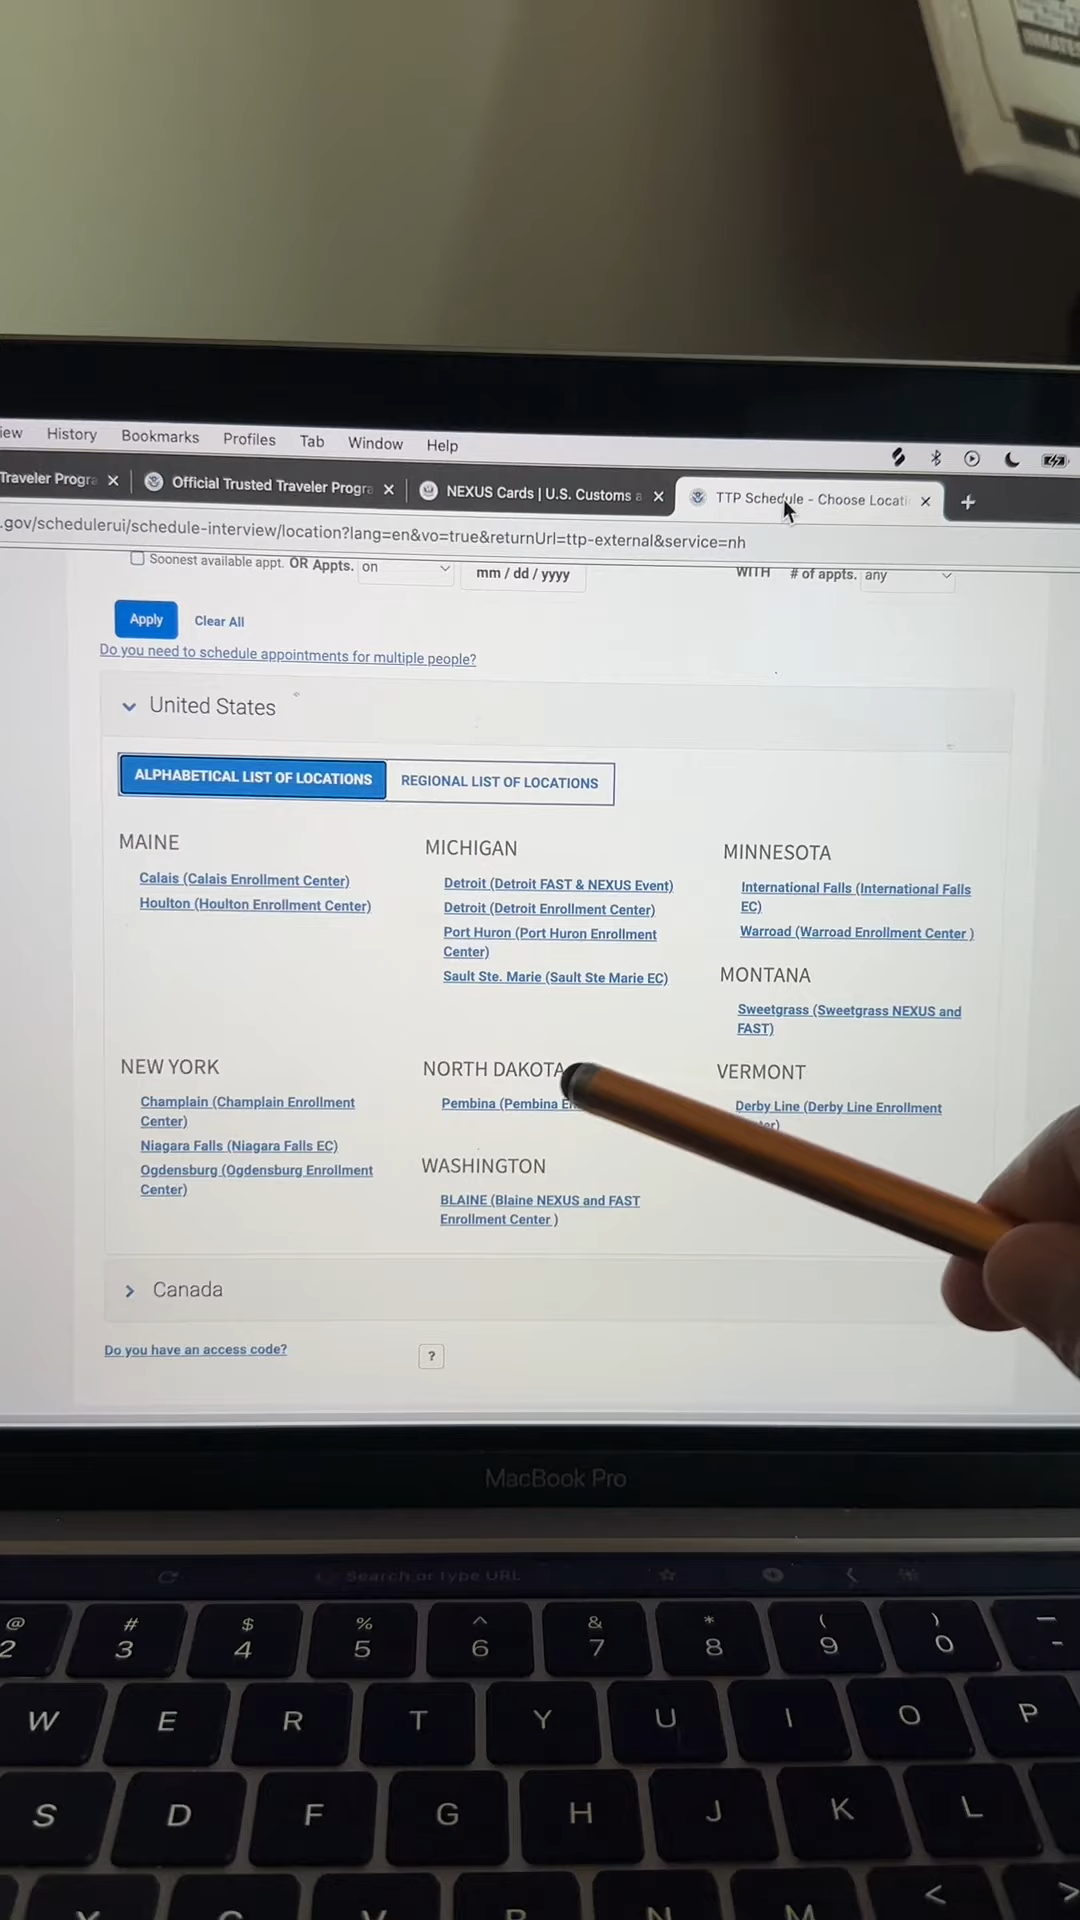 INMATES
iew History Bookmarks Profiles Tab Window Help
Traveler Progra
Official Trusted Traveler Progra
NEXUS Cards | U.S. Customs a
TTP Schedule - Choose Locati
.gov/schedulerui/schedule-interview/location?lang=en&vo=true&returnUrl=ttp-external&service=nh
Soonest available appt. OR Appts. on mm / dd / yyyy WITH # of appts. any
Apply Clear All
Do you need to schedule appointments for multiple people?
United States
ALPHABETICAL LIST OF LOCATIONS REGIONAL LIST OF LOCATIONS
MAINE
Calais (Calais Enrollment Center)
Houlton (Houlton Enrollment Center)
MICHIGAN
Detroit (Detroit FAST & NEXUS Event)
Detroit (Detroit Enrollment Center)
Port Huron (Port Huron Enrollment
Center)
Sault Ste. Marie (Sault Ste Marie EC)
MINNESOTA
International Falls (International Falls
EC)
Warroad (Warroad Enrollment Center )
MONTANA
Sweetgrass (Sweetgrass NEXUS and
FAST)
NEW YORK
Champlain (Champlain Enrollment
Center)
Niagara Falls (Niagara Falls EC)
Ogdensburg (Ogdensburg Enrollment
Center)
NORTH DAKOTA
Pembina (Pembina
WASHINGTON
BLAINE (Blaine NEXUS and FAST
Enrollment Center )
VERMONT
Derby Line (Derby Line Enrollment
ter)
Canada
Do you have an access code? ?
MacBook Pro
Search or type URL
@ # $ % ^ & * ( ) —
2 3 4 5 6 7 8 9 0 -
W E R T Y U I O P
S D F G H J K L
< >
X C V B N M